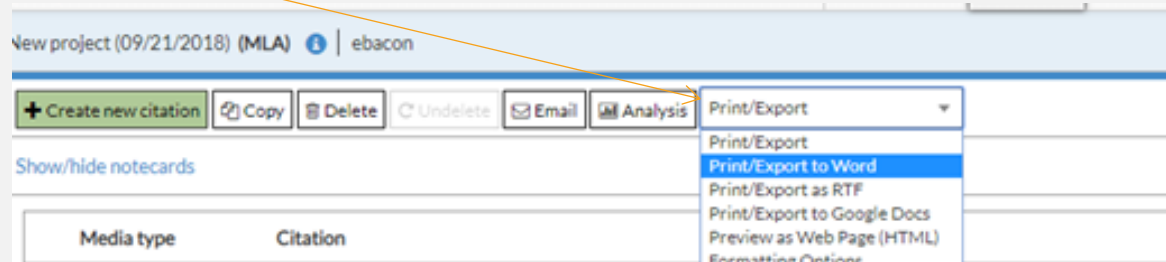 New project (09/21/2018) (MLA) | ebacon
Create new citation Copy Delete Undelete Email Analysis Print/Export
Print/Export
Show/hide notecards Print/Export to Word
Print/Export as RTF
Print/Export to Google Docs
Media type Citation Preview as Web Page (HTML)
Formatting Options